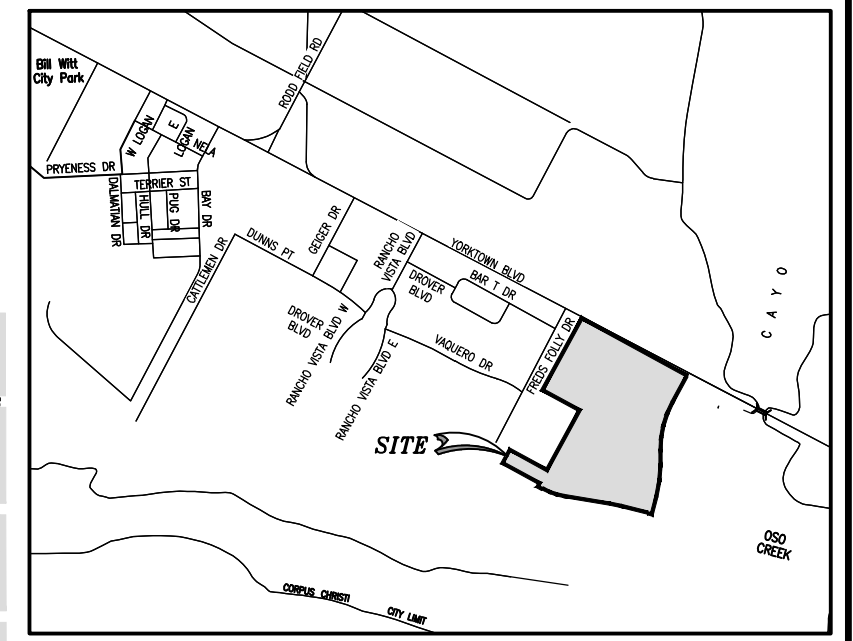 Bill Witt
City Park
RODD FIELD RD
W LOGAN
E
LOGAN
NELA
PRYENESS DR
TERRIER ST
DALMATIAN DR
HULL DR
PUG DR
BAY DR
CATTLEMEN DR
DUNNS PT
GEIGER DR
RANCHO
VISTA BLVD
YORKTOWN BLVD
BAR T DR
DROVER
BLVD
DROVER
BLVD
RANCHO VISTA BLVD W
RANCHO VISTA BLVD E
VAQUERO DR
FREDS FOLLY DR
CAYO
SITE
OSO
CREEK
CORPUS CHRISTI
CITY LIMIT